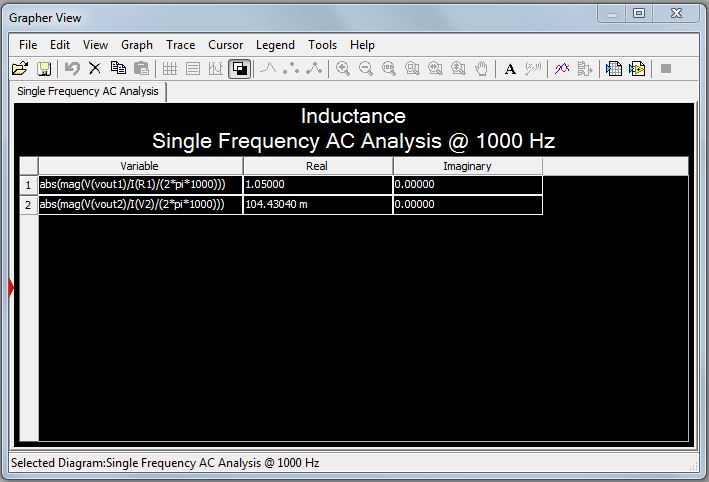 Grapher View
File Edit View Graph Trace Cursor Legend Tools Help
Single Frequency AC Analysis
Inductance
Single Frequency AC Analysis @ 1000 Hz
Variable Real Imaginary
1 abs(mag(V(vout1)/I(R1)/(2*pi*1000))) 1.05000 0.00000
2 abs(mag(V(vout2)/I(V2)/(2*pi*1000))) 104.43040 m 0.00000
Selected Diagram:Single Frequency AC Analysis @ 1000 Hz